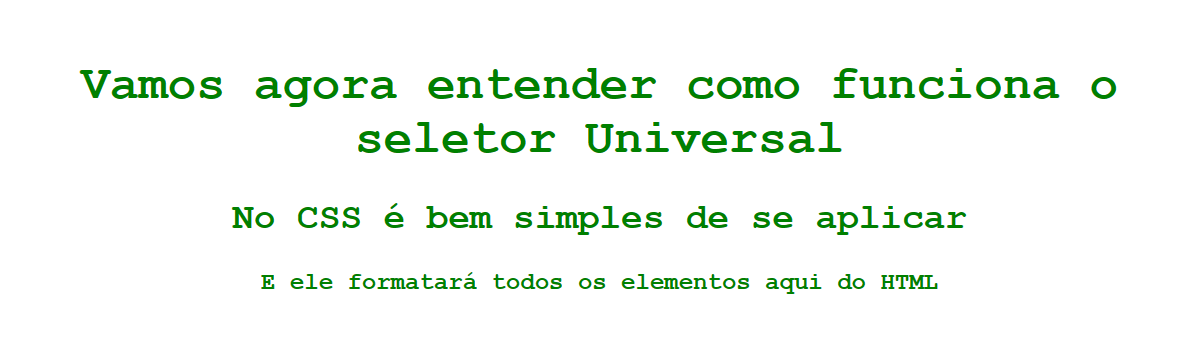 Vamos agora entender como funciona o
seletor Universal
No CSS é bem simples de se aplicar
E ele formatará todos os elementos aqui do HTML